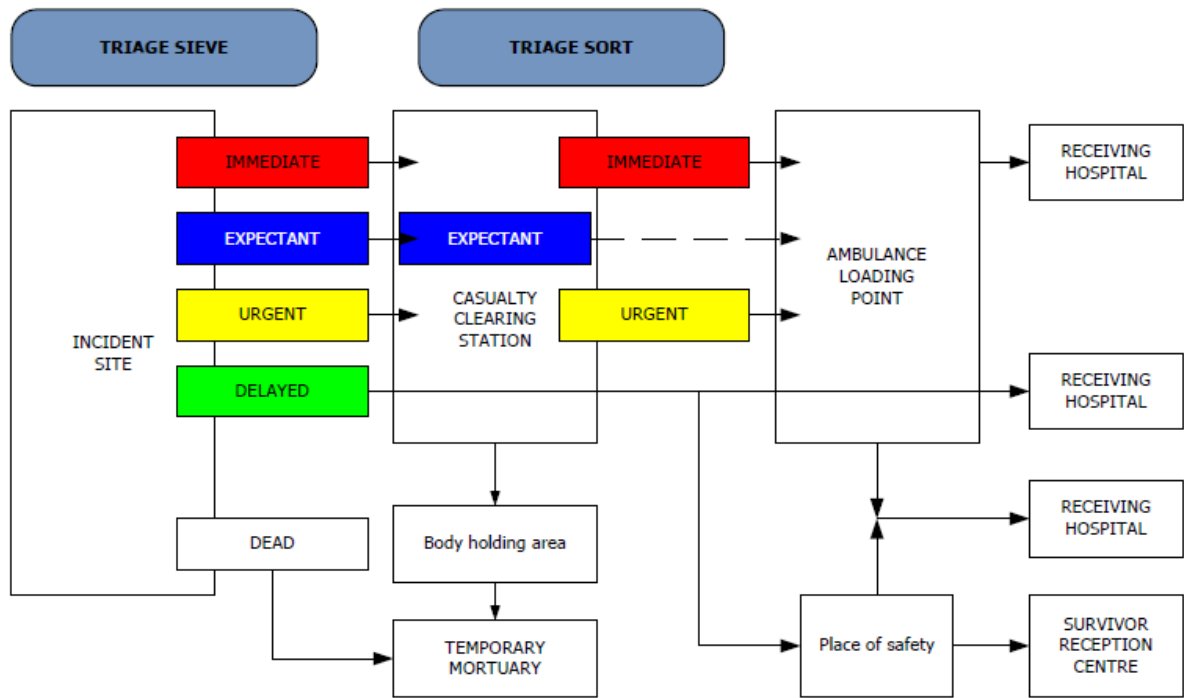 TRIAGE SIEVE
TRIAGE SORT
IMMEDIATE
IMMEDIATE
RECEIVING
HOSPITAL
EXPECTANT
EXPECTANT
AMBULANCE
LOADING
POINT
URGENT
CASUALTY
CLEARING
STATION
URGENT
INCIDENT
SITE
DELAYED
RECEIVING
HOSPITAL
DEAD
Body holding area
RECEIVING
HOSPITAL
TEMPORARY
MORTUARY
Place of safety
SURVIVOR
RECEPTION
CENTRE